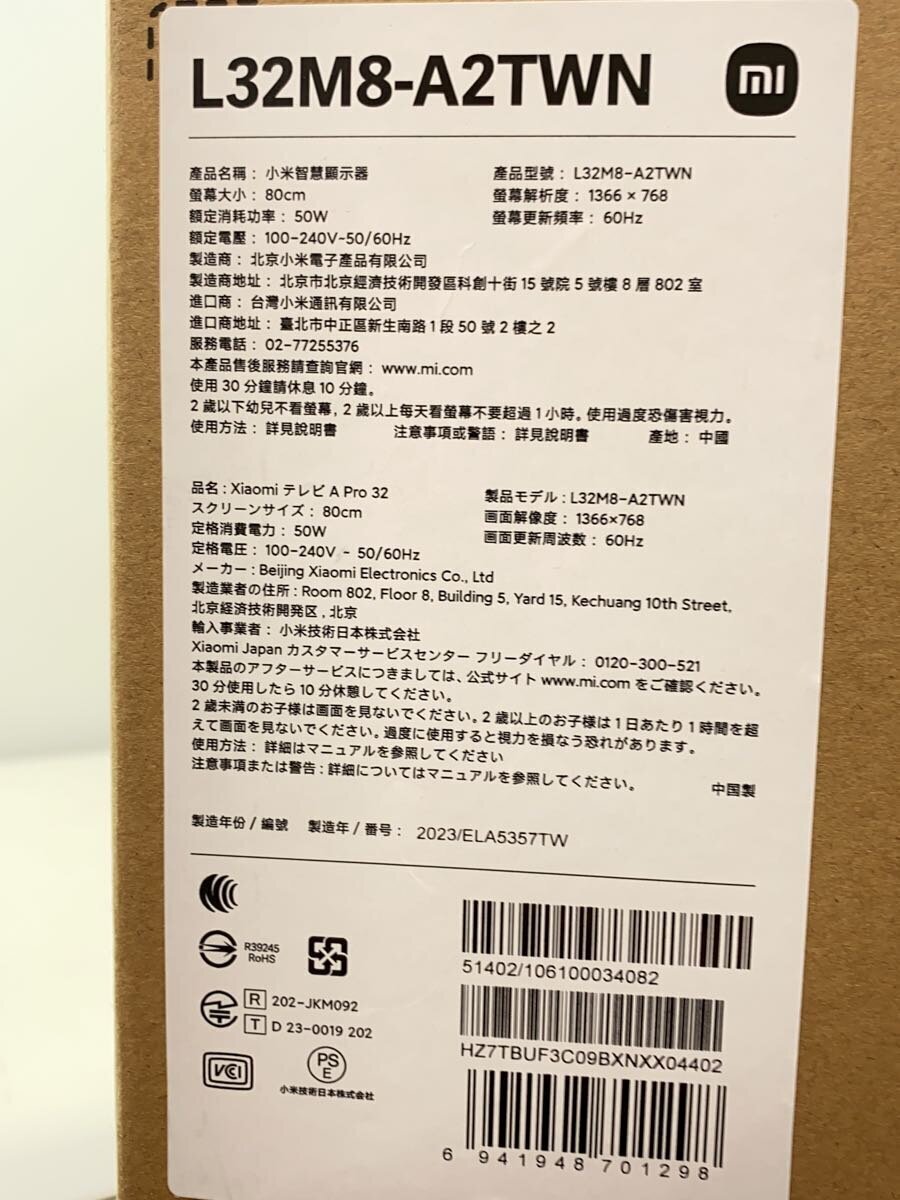 L32M8-A2TWN
mi
產品名稱：小米智慧顯示器
產品型號：L32M8-A2TWN
螢幕大小：80cm
螢幕解析度：1366 × 768
額定消耗功率：50W
螢幕更新頻率：60Hz
額定電壓：100-240V~50/60Hz
製造商：北京小米電子產品有限公司
製造商地址：北京市北京經濟技術開發區科創十街 15 號院 5 號樓 8 層 802 室
進口商：台灣小米通訊有限公司
進口商地址：臺北市中正區新生南路 1 段 50 號 2 樓之 2
服務電話：02-77255376
本產品售後服務請查詢官網：www.mi.com
使用 30 分鐘請休息 10 分鐘。
2 歲以下幼兒不看螢幕，2 歲以上每天看螢幕不要超過 1 小時。使用過度恐傷害視力。
使用方法：詳見說明書 注意事項或警語：詳見說明書 產地：中國
品名 : Xiaomi テレビ A Pro 32
製品モデル : L32M8-A2TWN
スクリーンサイズ：80cm
画面解像度：1366×768
定格消費電力：50W
画面更新周波数：60Hz
定格電圧：100-240V ~ 50/60Hz
メーカー : Beijing Xiaomi Electronics Co., Ltd
製造業者の住所 : Room 802, Floor 8, Building 5, Yard 15, Kechuang 10th Street,
北京経済技術開発区 , 北京
輸入事業者：小米技術日本株式会社
Xiaomi Japan カスタマーサービスセンター フリーダイヤル：0120-300-521
本製品のアフターサービスにつきましては、公式サイト www.mi.com をご確認ください。
30 分使用したら 10 分休憩してください。
2 歳未満のお子様は画面を見ないでください。2 歳以上のお子様は 1 日あたり 1 時間を超
えて画面を見ないでください。過度に使用すると視力を損なう恐れがあります。
使用方法：詳細はマニュアルを参照してください
注意事項または警告 : 詳細についてはマニュアルを参照してください。 中国製
製造年份 / 編號 製造年 / 番号：2023/ELA5357TW
R39245
RoHS
R 202-JKM092
T D 23-0019 202
VCI
PS
E
小米技術日本株式会社
51402/106100034082
HZ7TBUF3C09BXNXX04402
6 941948 701298